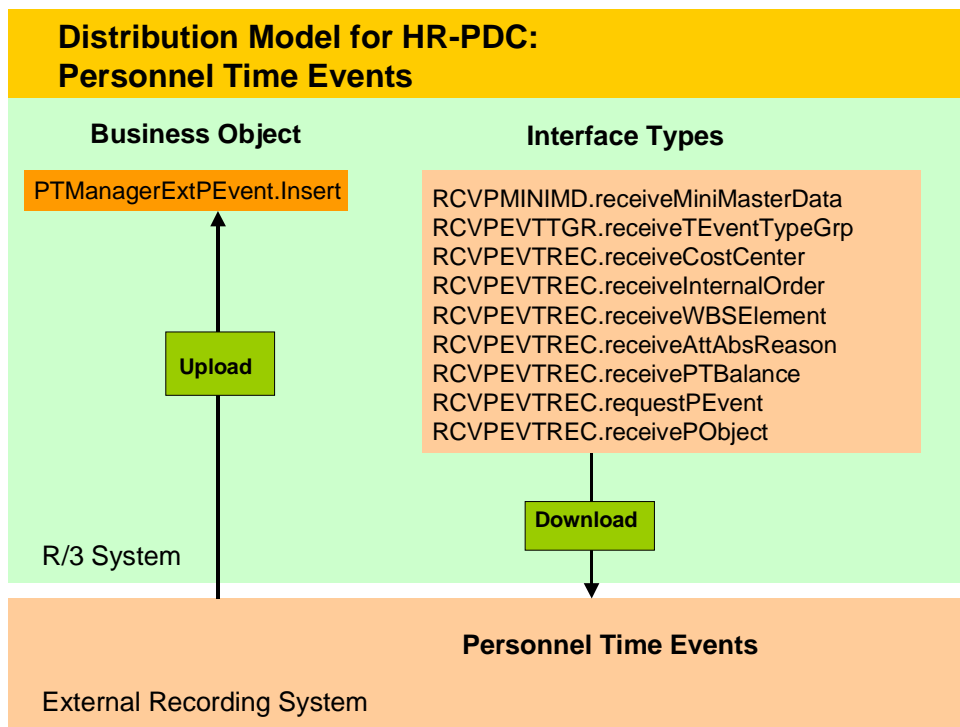 Distribution Model for HR-PDC:
Personnel Time Events
Business Object
PTManagerExtPEvent.Insert
Upload
Interface Types
RCVPMINIMD.receiveMiniMasterData
RCVPEVTTGR.receiveTEventTypeGrp
RCVPEVTREC.receiveCostCenter
RCVPEVTREC.receiveInternalOrder
RCVPEVTREC.receiveWBSElement
RCVPEVTREC.receiveAttAbsReason
RCVPEVTREC.receivePTBalance
RCVPEVTREC.requestPEvent
RCVPEVTREC.receivePObject
Download
R/3 System
Personnel Time Events
External Recording System